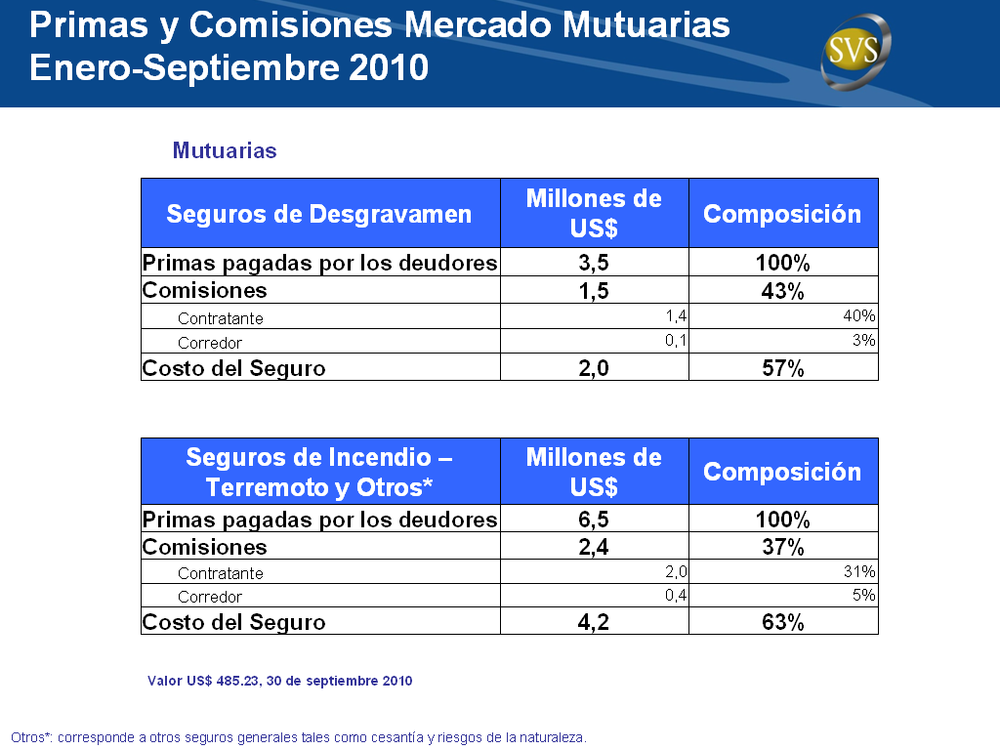 Primas y Comisiones Mercado Mutuarias
Enero-Septiembre 2010
SVS
Mutuarias
Seguros de Desgravamen
Millones de
US$
Composición
Primas pagadas por los deudores 3,5 100%
Comisiones 1,5 43%
Contratante 1,4 40%
Corredor 0,1 3%
Costo del Seguro 2,0 57%
Seguros de Incendio –
Terremoto y Otros*
Millones de
US$
Composición
Primas pagadas por los deudores 6,5 100%
Comisiones 2,4 37%
Contratante 2,0 31%
Corredor 0,4 5%
Costo del Seguro 4,2 63%
Valor US$ 485.23, 30 de septiembre 2010
Otros*: corresponde a otros seguros generales tales como cesantía y riesgos de la naturaleza.